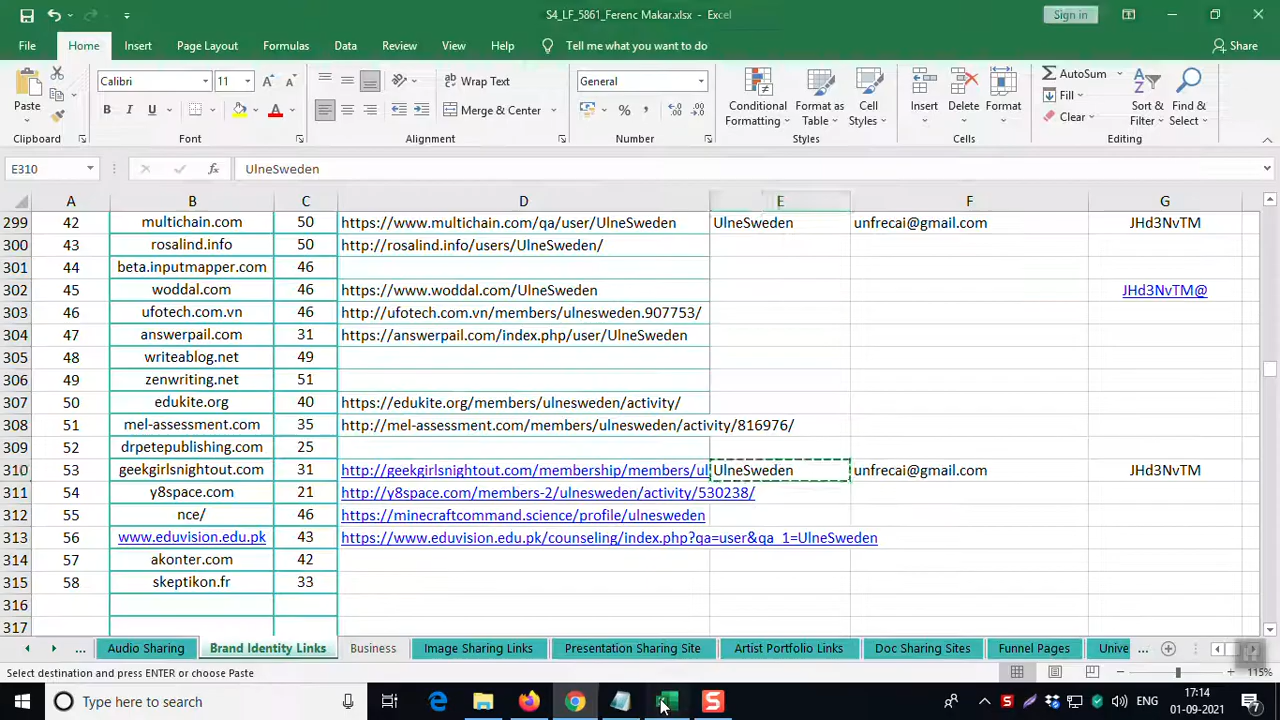 S4_LF_5861_Ferenc Makar.xlsx - Excel
Sign in
File Home Insert Page Layout Formulas Data Review View Help Tell me what you want to do Share
Paste
Calibri 11
B I U
A
Wrap Text
Merge & Center
General
%
Conditional Formatting
Format as Table
Cell Styles
Insert
Delete
Format
AutoSum
Fill
Clear
Sort & Filter
Find & Select
Clipboard Font Alignment Number Styles Cells Editing
E310 fx UlneSweden
A B C D E F G
299 42 multichain.com 50 https://www.multichain.com/qa/user/UlneSweden UlneSweden unfrecai@gmail.com JHd3NvTM
300 43 rosalind.info 50 http://rosalind.info/users/UlneSweden/
301 44 beta.inputmapper.com 46
302 45 woddal.com 46 https://www.woddal.com/UlneSweden JHd3NvTM@
303 46 ufotech.com.vn 46 http://ufotech.com.vn/members/ulnesweden.907753/
304 47 answerpail.com 31 https://answerpail.com/index.php/user/UlneSweden
305 48 writeablog.net 49
306 49 zenwriting.net 51
307 50 edukite.org 40 https://edukite.org/members/ulnesweden/activity/
308 51 mel-assessment.com 35 http://mel-assessment.com/members/ulnesweden/activity/816976/
309 52 drpetepublishing.com 25
310 53 geekgirlsnightout.com 31 http://geekgirlsnightout.com/membership/members/ul UlneSweden unfrecai@gmail.com JHd3NvTM
311 54 y8space.com 21 http://y8space.com/members-2/ulnesweden/activity/530238/
312 55 nce/ 46 https://minecraftcommand.science/profile/ulnesweden
313 56 www.eduvision.edu.pk 43 https://www.eduvision.edu.pk/counseling/index.php?qa=user&qa_1=UlneSweden
314 57 akonter.com 42
315 58 skeptikon.fr 33
316
317
... Audio Sharing Brand Identity Links Business Image Sharing Links Presentation Sharing Site Artist Portfolio Links Doc Sharing Sites Funnel Pages Unive ...
Select destination and press ENTER or choose Paste
115%
Type here to search
ENG
17:14
01-09-2021
7